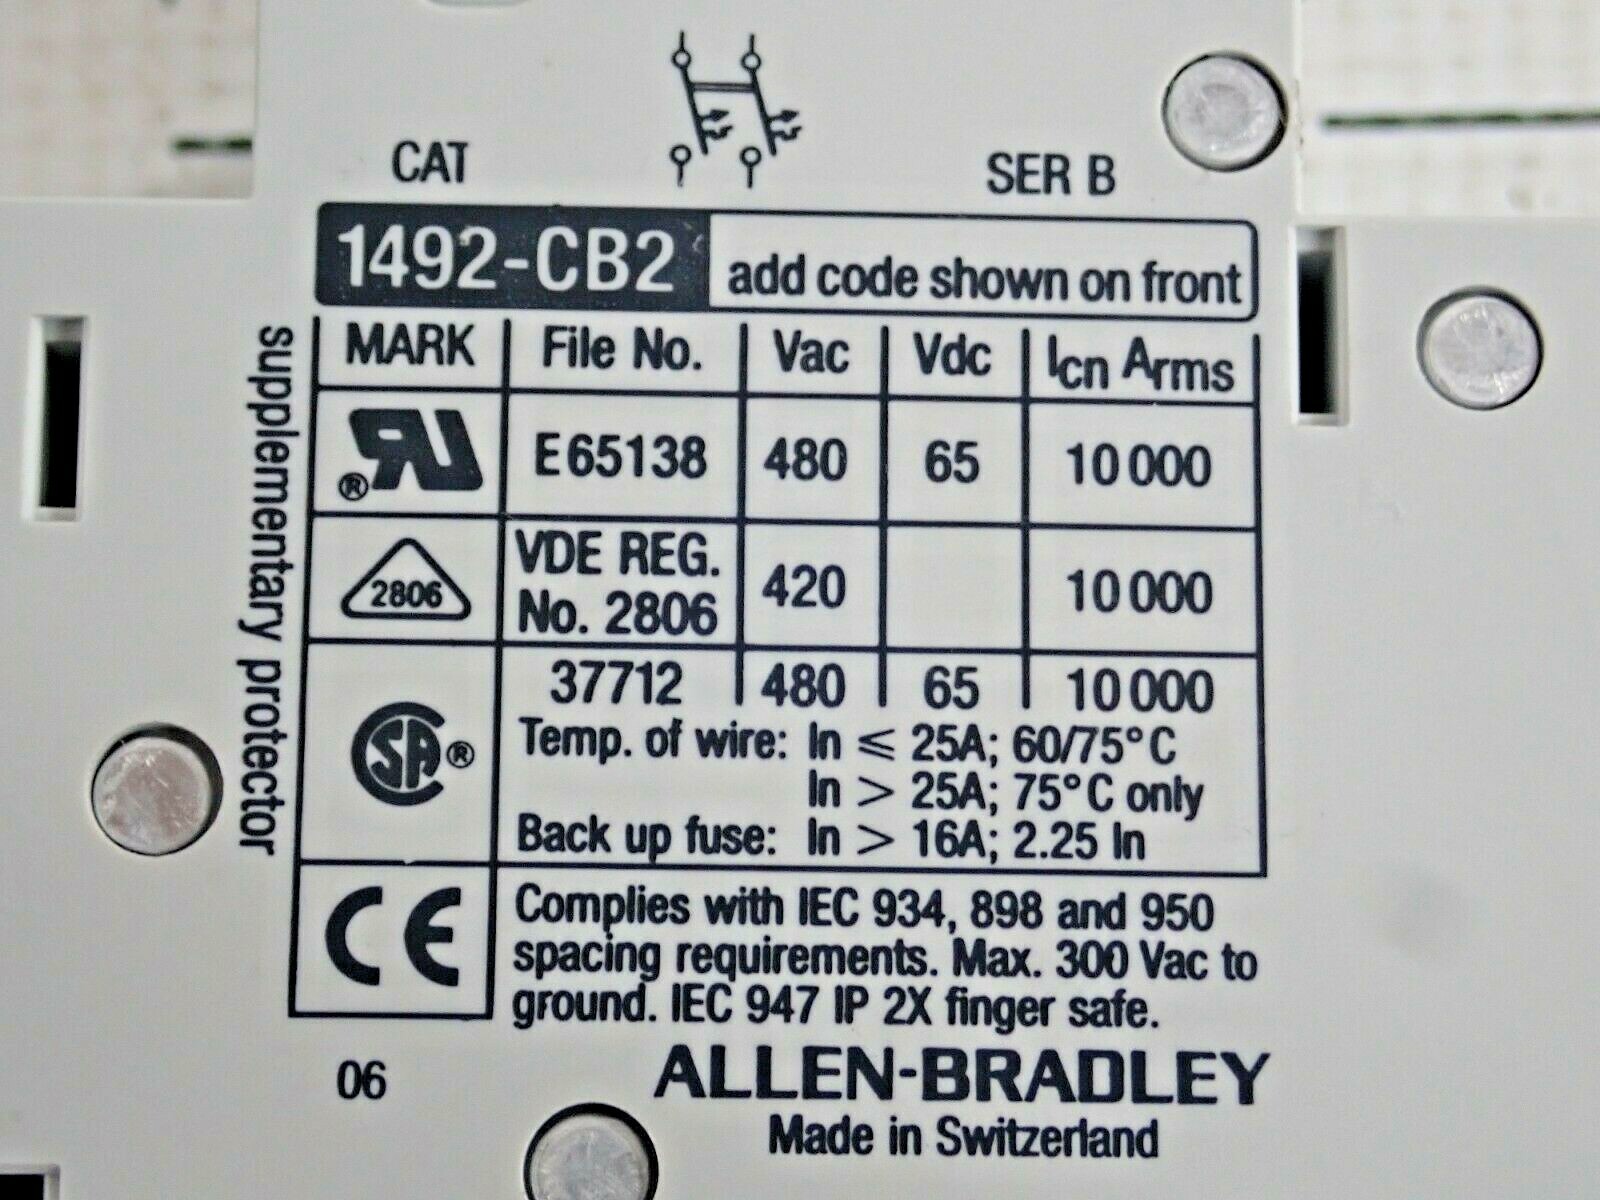 CAT
SER B
1492-CB2 add code shown on front
supplementary protector
MARK File No. Vac Vdc Icn Arms
RU® E65138 480 65 10 000
2806 VDE REG. No. 2806 420 10 000
37712 480 65 10 000
SA®
Temp. of wire: In ≤ 25A; 60/75°C
In > 25A; 75°C only
Back up fuse: In > 16A; 2.25 In
CE
Complies with IEC 934, 898 and 950
spacing requirements. Max. 300 Vac to
ground. IEC 947 IP 2X finger safe.
06
ALLEN-BRADLEY
Made in Switzerland